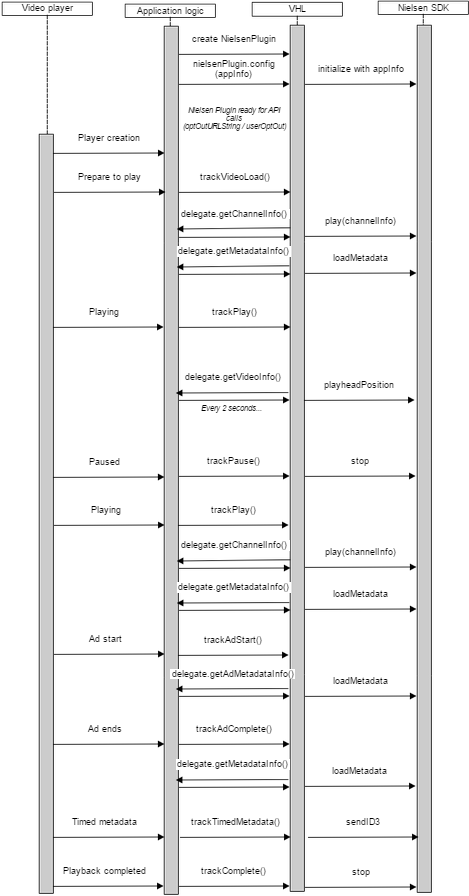 Video player
Application logic
VHL
Nielsen SDK
create NielsenPlugin
nielsenPlugin.config
(appInfo)
initialize with appInfo
Nielsen Plugin ready for API
calls
(optOutURLString / userOptOut)
Player creation
Prepare to play
trackVideoLoad()
delegate.getChannelInfo()
play(channelInfo)
delegate.getMetadataInfo()
loadMetadata
Playing
trackPlay()
delegate.getVideoInfo()
playheadPosition
Every 2 seconds...
Paused
trackPause()
stop
Playing
trackPlay()
delegate.getChannelInfo()
play(channelInfo)
delegate.getMetadataInfo()
loadMetadata
Ad start
trackAdStart()
delegate.getAdMetadataInfo()
loadMetadata
Ad ends
trackAdComplete()
delegate.getMetadataInfo()
loadMetadata
Timed metadata
trackTimedMetadata()
sendID3
Playback completed
trackComplete()
stop